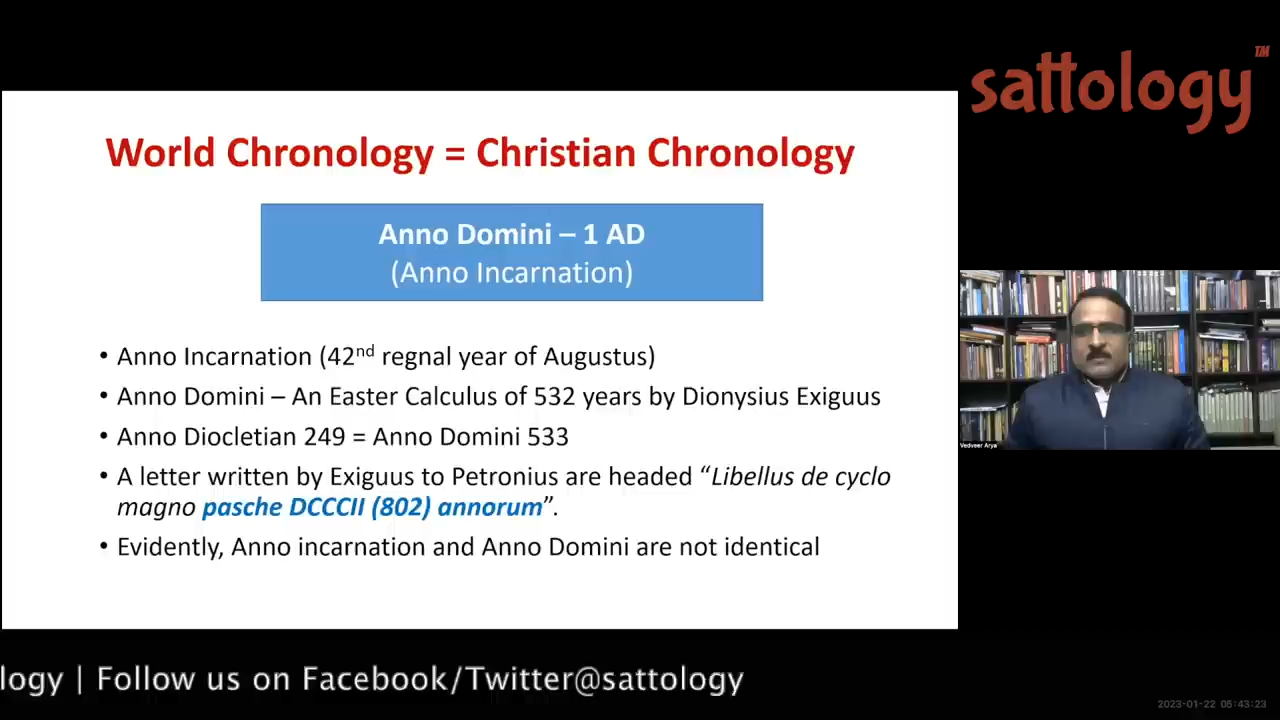 sattology™
World Chronology = Christian Chronology
Anno Domini – 1 AD
(Anno Incarnation)
• Anno Incarnation (42nd regnal year of Augustus)
• Anno Domini – An Easter Calculus of 532 years by Dionysius Exiguus
• Anno Diocletian 249 = Anno Domini 533
• A letter written by Exiguus to Petronius are headed “Libellus de cyclo
magno pasche DCCCII (802) annorum”.
• Evidently, Anno incarnation and Anno Domini are not identical
Vedveer Arya
logy | Follow us on Facebook/Twitter@sattology
2023-01-22 05:43:23